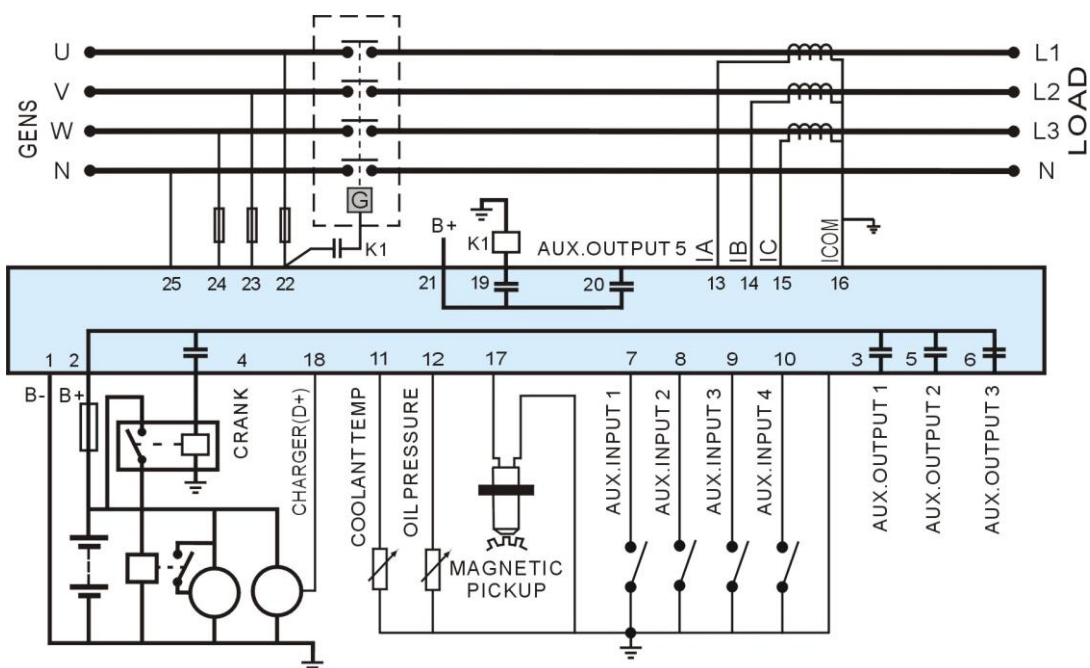 GENS
U
V
W
N
L1
L2
L3
N
LOAD
G
K1
B+
K1
AUX.OUTPUT 5
IA
IB
IC
ICOM
25 24 23 22 21 19 20 13 14 15 16
1 2 4 18 11 12 17 7 8 9 10 3 5 6
B-
B+
CRANK
CHARGER(D+)
COOLANT TEMP
OIL PRESSURE
MAGNETIC
PICKUP
AUX.INPUT 1
AUX.INPUT 2
AUX.INPUT 3
AUX.INPUT 4
AUX.OUTPUT 1
AUX.OUTPUT 2
AUX.OUTPUT 3